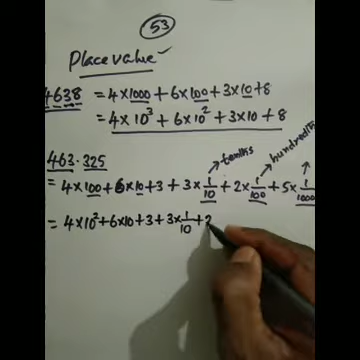 53
Place value
4638 = 4×1000 + 6×100 + 3×10 + 8
= 4×10³ + 6×10² + 3×10 + 8
463.325
tenths hundredths
= 4×100 + 6×10 + 3 + 3×1/10 + 2×1/100 + 5×1/1000
= 4×10² + 6×10 + 3 + 3×1/10 + 2